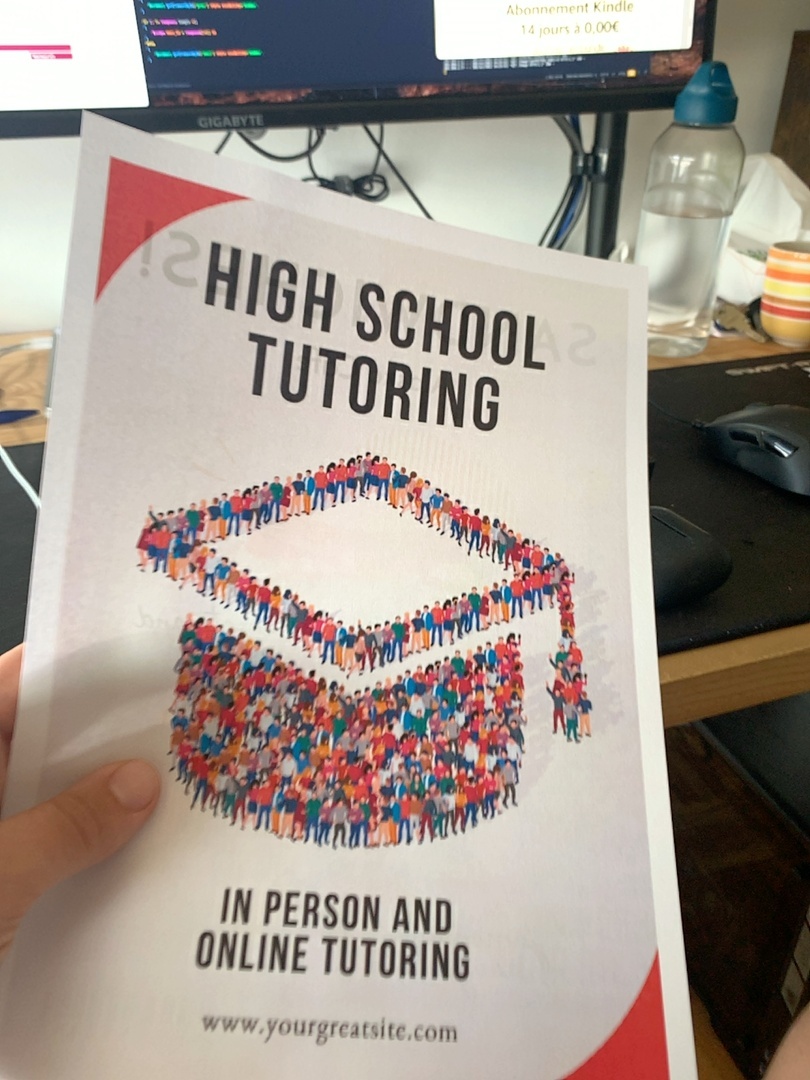 Abonnement Kindle
14 jours à 0,00€
GIGABYTE
HIGH SCHOOL
TUTORING
IN PERSON AND
ONLINE TUTORING
www.yourgreatsite.com